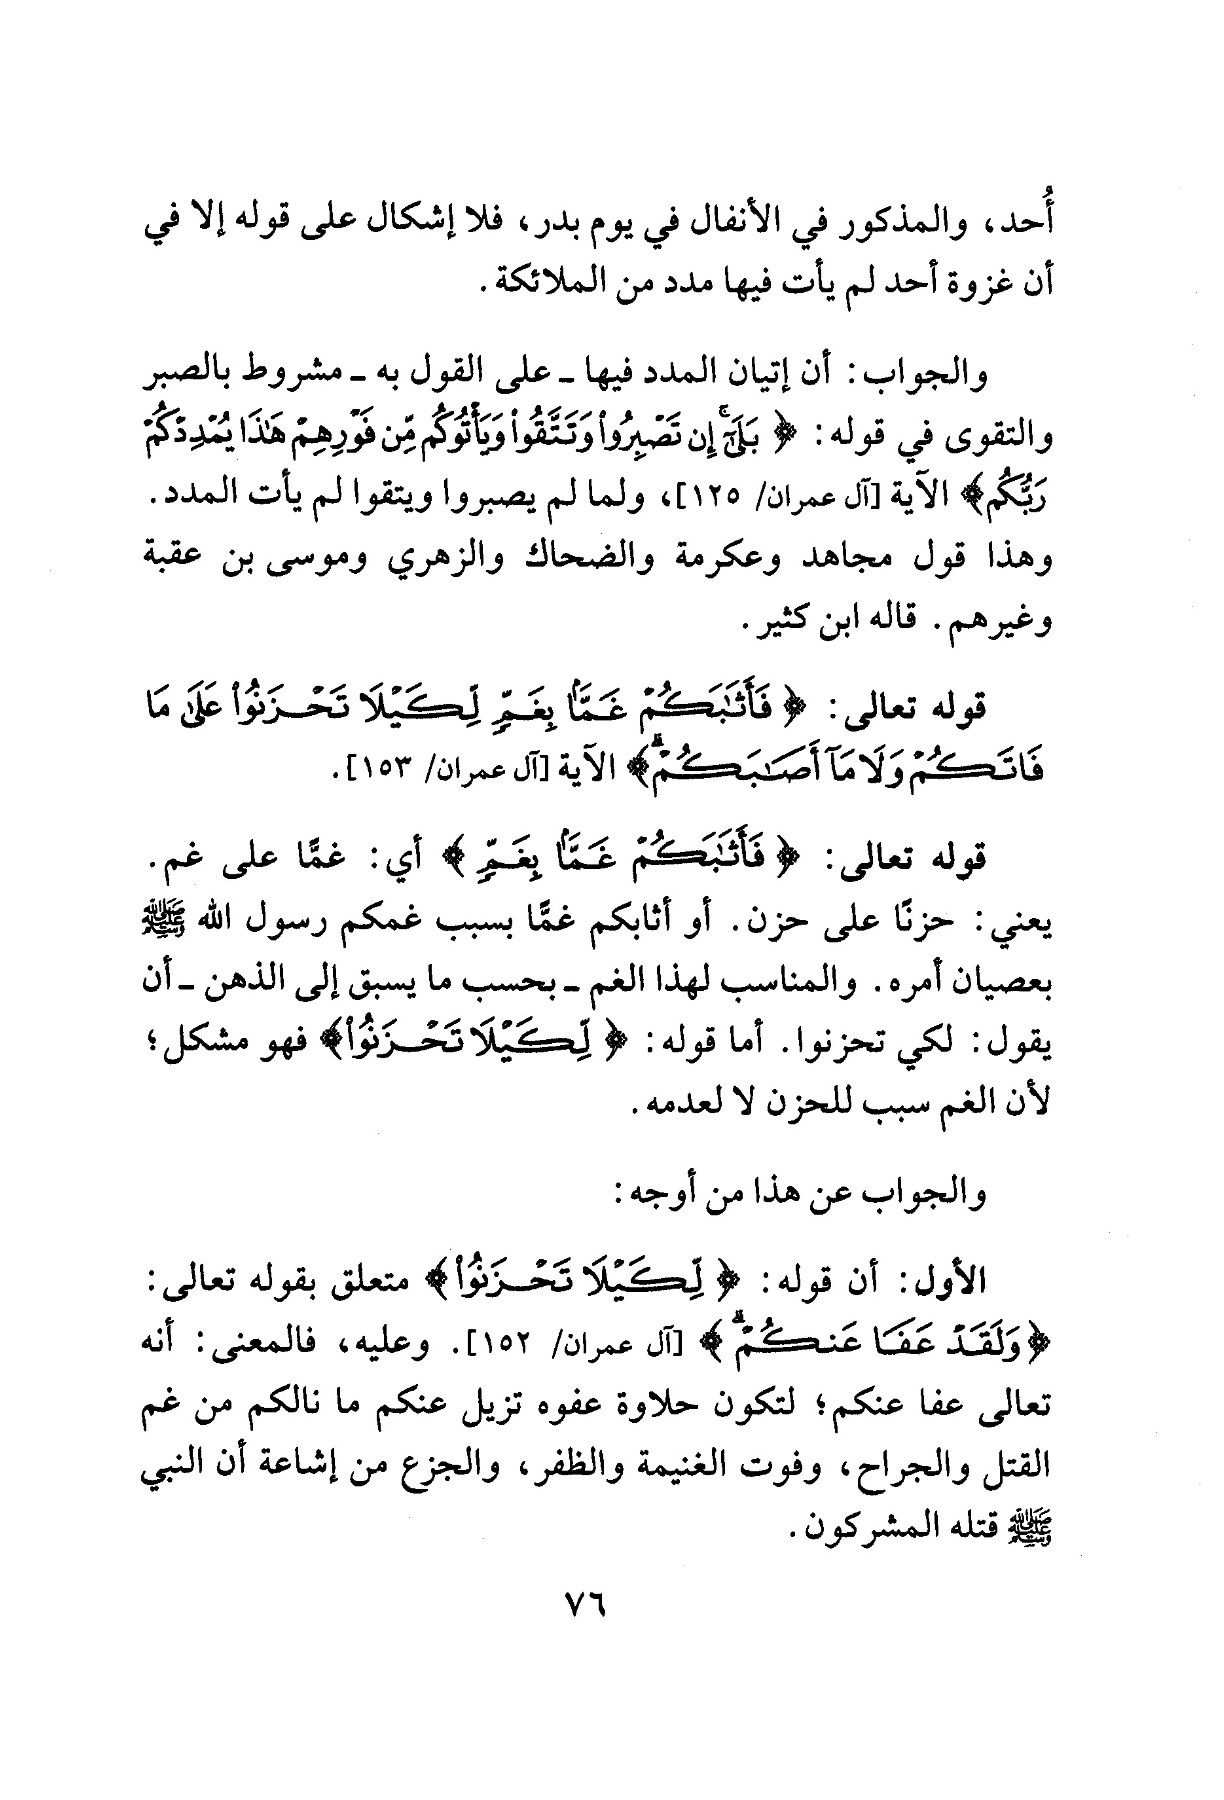 أُحد، والمذكور في الأنفال في يوم بدر، فلا إشكال على قوله إلا في
أن غزوة أحد لم يأت فيها مدد من الملائكة.
والجواب: أن إتيان المدد فيها ـ على القول به ـ مشروط بالصبر
والتقوى في قوله: ﴿ بَلَىٰٓۚ إِن تَصۡبِرُواْ وَتَتَّقُواْ وَيَأۡتُوكُم مِّن فَوۡرِهِمۡ هَٰذَا يُمۡدِدۡكُمۡ
رَبُّكُم﴾ الآية [آل عمران/ ١٢٥]، ولما لم يصبروا ويتقوا لم يأت المدد.
وهذا قول مجاهد وعكرمة والضحاك والزهري وموسى بن عقبة
وغيرهم. قاله ابن كثير.
قوله تعالى: ﴿ فَأَثَٰبَكُمۡ غَمَّۢا بِغَمّٖ لِّكَيۡلَا تَحۡزَنُواْ عَلَىٰ مَا
فَاتَكُمۡ وَلَا مَآ أَصَٰبَكُمۡۗ﴾ الآية [آل عمران/ ١٥٣].
قوله تعالى: ﴿ فَأَثَٰبَكُمۡ غَمَّۢا بِغَمّٖ ﴾ أي: غمًّا على غم.
يعني: حزنًا على حزن. أو أثابكم غمًّا بسبب غمكم رسول الله ﷺ
بعصيان أمره. والمناسب لهذا الغم ـ بحسب ما يسبق إلى الذهن ـ أن
يقول: لكي تحزنوا. أما قوله: ﴿ لِّكَيۡلَا تَحۡزَنُواْ﴾ فهو مشكل؛
لأن الغم سبب للحزن لا لعدمه.
والجواب عن هذا من أوجه:
الأول: أن قوله: ﴿ لِّكَيۡلَا تَحۡزَنُواْ﴾ متعلق بقوله تعالى:
﴿وَلَقَدۡ عَفَا عَنكُمۡۗ﴾ [آل عمران/ ١٥٢]. وعليه، فالمعنى: أنه
تعالى عفا عنكم؛ لتكون حلاوة عفوه تزيل عنكم ما نالكم من غم
القتل والجراح، وفوت الغنيمة والظفر، والجزع من إشاعة أن النبي
ﷺ قتله المشركون.
٧٦